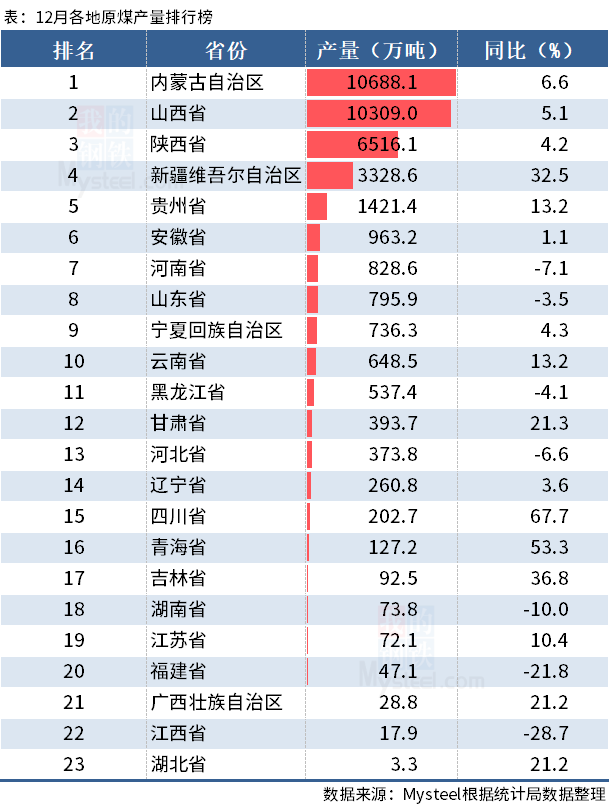 表：12月各地原煤产量排行榜
排名 省份 产量（万吨） 同比（%）
1 内蒙古自治区 10688.1 6.6
2 山西省 10309.0 5.1
3 陕西省 6516.1 4.2
4 新疆维吾尔自治区 3328.6 32.5
5 贵州省 1421.4 13.2
6 安徽省 963.2 1.1
7 河南省 828.6 -7.1
8 山东省 795.9 -3.5
9 宁夏回族自治区 736.3 4.3
10 云南省 648.5 13.2
11 黑龙江省 537.4 -4.1
12 甘肃省 393.7 21.3
13 河北省 373.8 -6.6
14 辽宁省 260.8 3.6
15 四川省 202.7 67.7
16 青海省 127.2 53.3
17 吉林省 92.5 36.8
18 湖南省 73.8 -10.0
19 江苏省 72.1 10.4
20 福建省 47.1 -21.8
21 广西壮族自治区 28.8 21.2
22 江西省 17.9 -28.7
23 湖北省 3.3 21.2
数据来源：Mysteel根据统计局数据整理
我的
钢铁
Mysteel.com
我的
钢铁
Mysteel.com